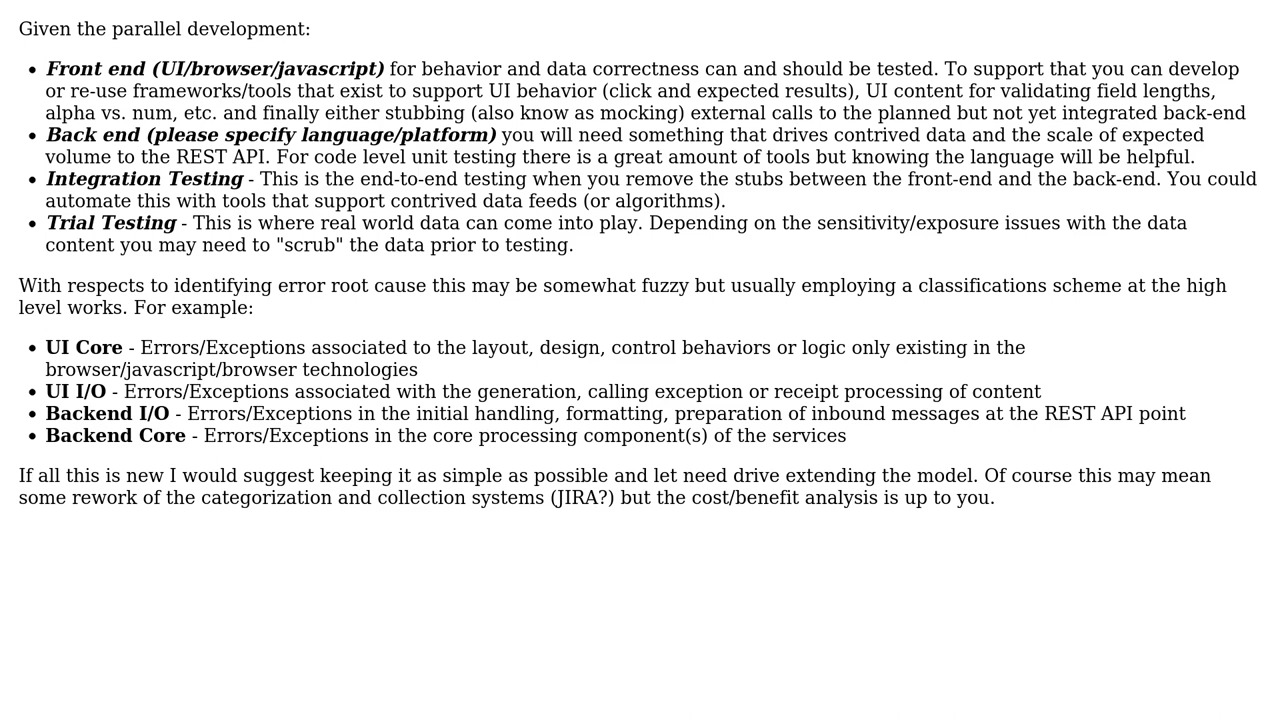 Given the parallel development:
• Front end (UI/browser/javascript) for behavior and data correctness can and should be tested. To support that you can develop
or re-use frameworks/tools that exist to support UI behavior (click and expected results), UI content for validating field lengths,
alpha vs. num, etc. and finally either stubbing (also know as mocking) external calls to the planned but not yet integrated back-end
• Back end (please specify language/platform) you will need something that drives contrived data and the scale of expected
volume to the REST API. For code level unit testing there is a great amount of tools but knowing the language will be helpful.
• Integration Testing - This is the end-to-end testing when you remove the stubs between the front-end and the back-end. You could
automate this with tools that support contrived data feeds (or algorithms).
• Trial Testing - This is where real world data can come into play. Depending on the sensitivity/exposure issues with the data
content you may need to "scrub" the data prior to testing.
With respects to identifying error root cause this may be somewhat fuzzy but usually employing a classifications scheme at the high
level works. For example:
• UI Core - Errors/Exceptions associated to the layout, design, control behaviors or logic only existing in the
browser/javascript/browser technologies
• UI I/O - Errors/Exceptions associated with the generation, calling exception or receipt processing of content
• Backend I/O - Errors/Exceptions in the initial handling, formatting, preparation of inbound messages at the REST API point
• Backend Core - Errors/Exceptions in the core processing component(s) of the services
If all this is new I would suggest keeping it as simple as possible and let need drive extending the model. Of course this may mean
some rework of the categorization and collection systems (JIRA?) but the cost/benefit analysis is up to you.